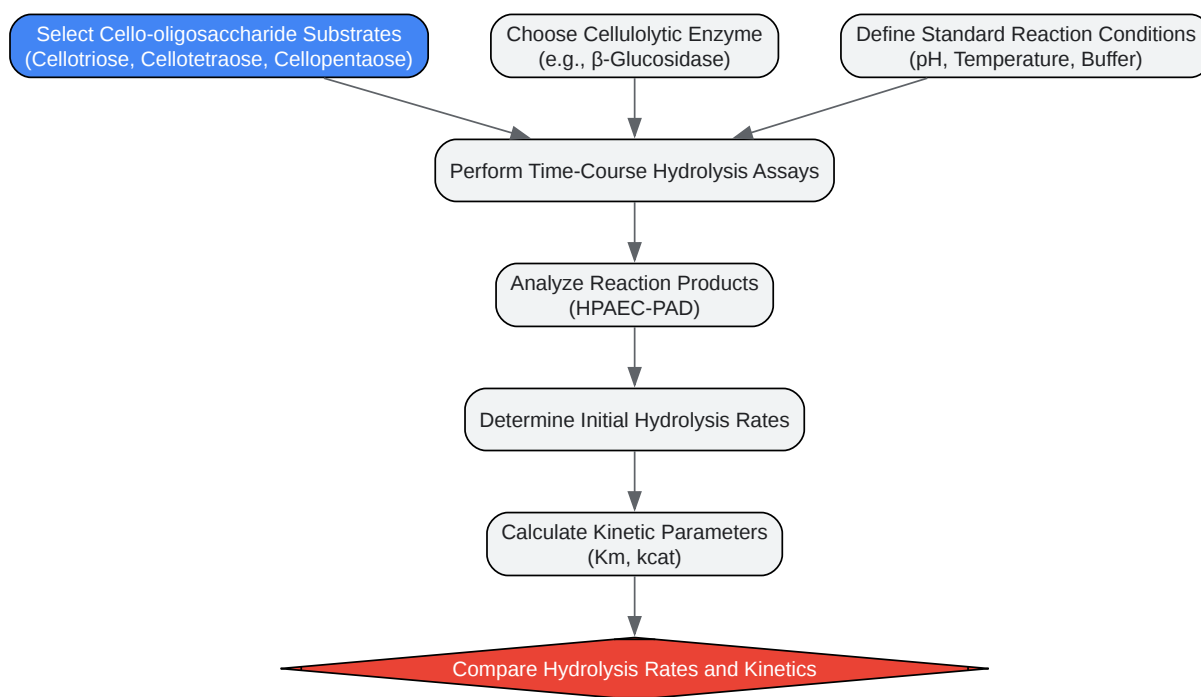 Select Cello-oligosaccharide Substrates
(Cellotriose, Cellotetraose, Cellopentaose)
Choose Cellulolytic Enzyme
(e.g., β-Glucosidase)
Define Standard Reaction Conditions
(pH, Temperature, Buffer)
Perform Time-Course Hydrolysis Assays
Analyze Reaction Products
(HPAEC-PAD)
Determine Initial Hydrolysis Rates
Calculate Kinetic Parameters
(Km, kcat)
Compare Hydrolysis Rates and Kinetics